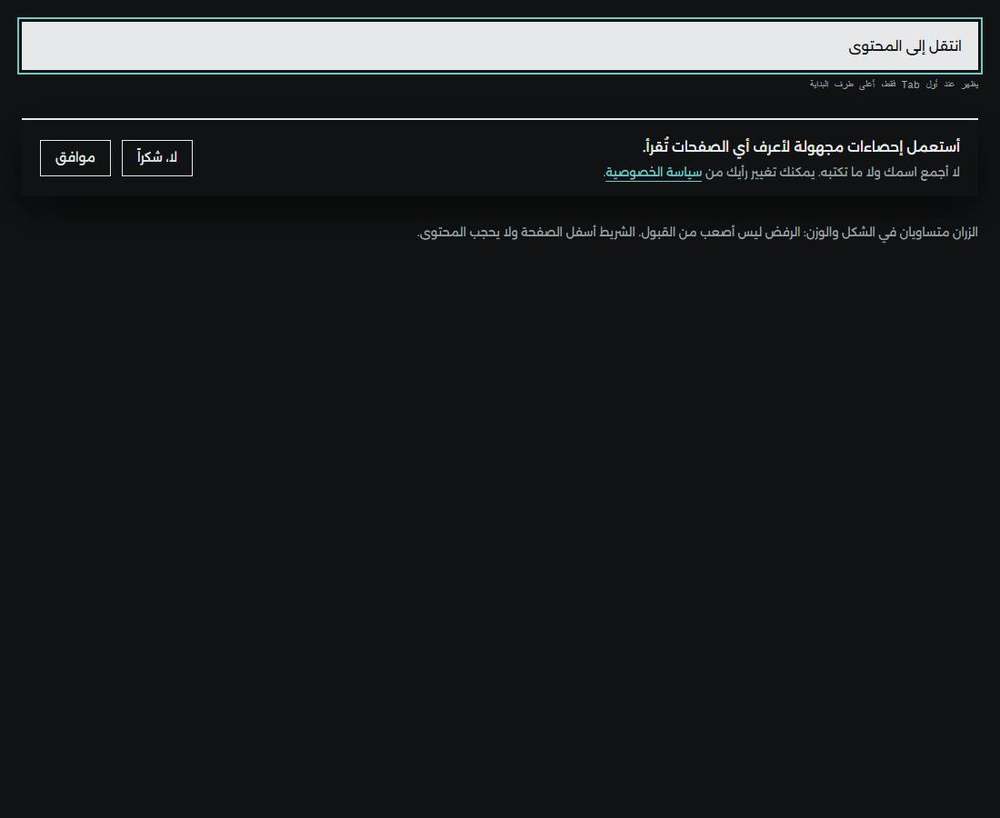 انتقل إلى المحتوى
يظهر عند أول Tab فقط، أعلى طرف البداية
أستعمل إحصاءات مجهولة لأعرف أي الصفحات تُقرأ.
لا أجمع اسمك ولا ما تكتبه. يمكنك تغيير رأيك من سياسة الخصوصية.
لا، شكراً
موافق
الزران متساويان في الشكل والوزن: الرفض ليس أصعب من القبول. الشريط أسفل الصفحة ولا يحجب المحتوى.